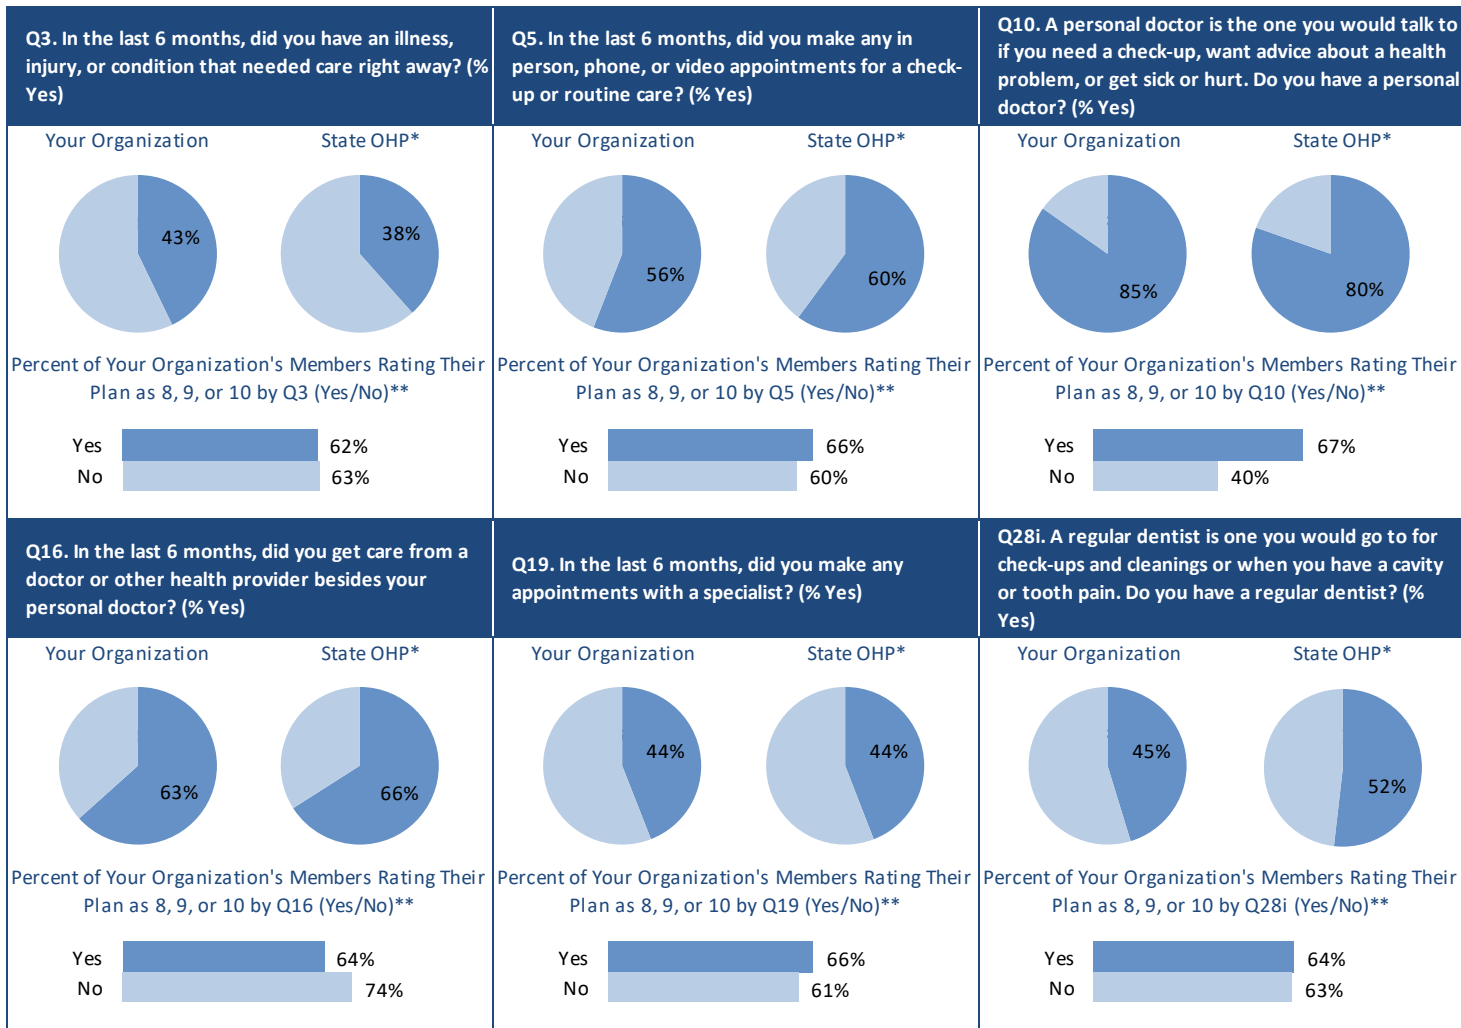 Q3. In the last 6 months, did you have an illness,
injury, or condition that needed care right away? (%
Yes)
Your Organization
State OHP*
43%
38%
Percent of Your Organization's Members Rating Their
Plan as 8, 9, or 10 by Q3 (Yes/No)**
Yes
62%
No
63%
Q5. In the last 6 months, did you make any in
person, phone, or video appointments for a check-
up or routine care? (% Yes)
Your Organization
State OHP*
56%
60%
Percent of Your Organization's Members Rating Their
Plan as 8, 9, or 10 by Q5 (Yes/No)**
Yes
66%
No
60%
Q10. A personal doctor is the one you would talk to
if you need a check-up, want advice about a health
problem, or get sick or hurt. Do you have a personal
doctor? (% Yes)
Your Organization
State OHP*
85%
80%
Percent of Your Organization's Members Rating Their
Plan as 8, 9, or 10 by Q10 (Yes/No)**
Yes
67%
No
40%
Q16. In the last 6 months, did you get care from a
doctor or other health provider besides your
personal doctor? (% Yes)
Your Organization
State OHP*
63%
66%
Percent of Your Organization's Members Rating Their
Plan as 8, 9, or 10 by Q16 (Yes/No)**
Yes
64%
No
74%
Q19. In the last 6 months, did you make any
appointments with a specialist? (% Yes)
Your Organization
State OHP*
44%
44%
Percent of Your Organization's Members Rating Their
Plan as 8, 9, or 10 by Q19 (Yes/No)**
Yes
66%
No
61%
Q28i. A regular dentist is one you would go to for
check-ups and cleanings or when you have a cavity
or tooth pain. Do you have a regular dentist? (%
Yes)
Your Organization
State OHP*
45%
52%
Percent of Your Organization's Members Rating Their
Plan as 8, 9, or 10 by Q28i (Yes/No)**
Yes
64%
No
63%